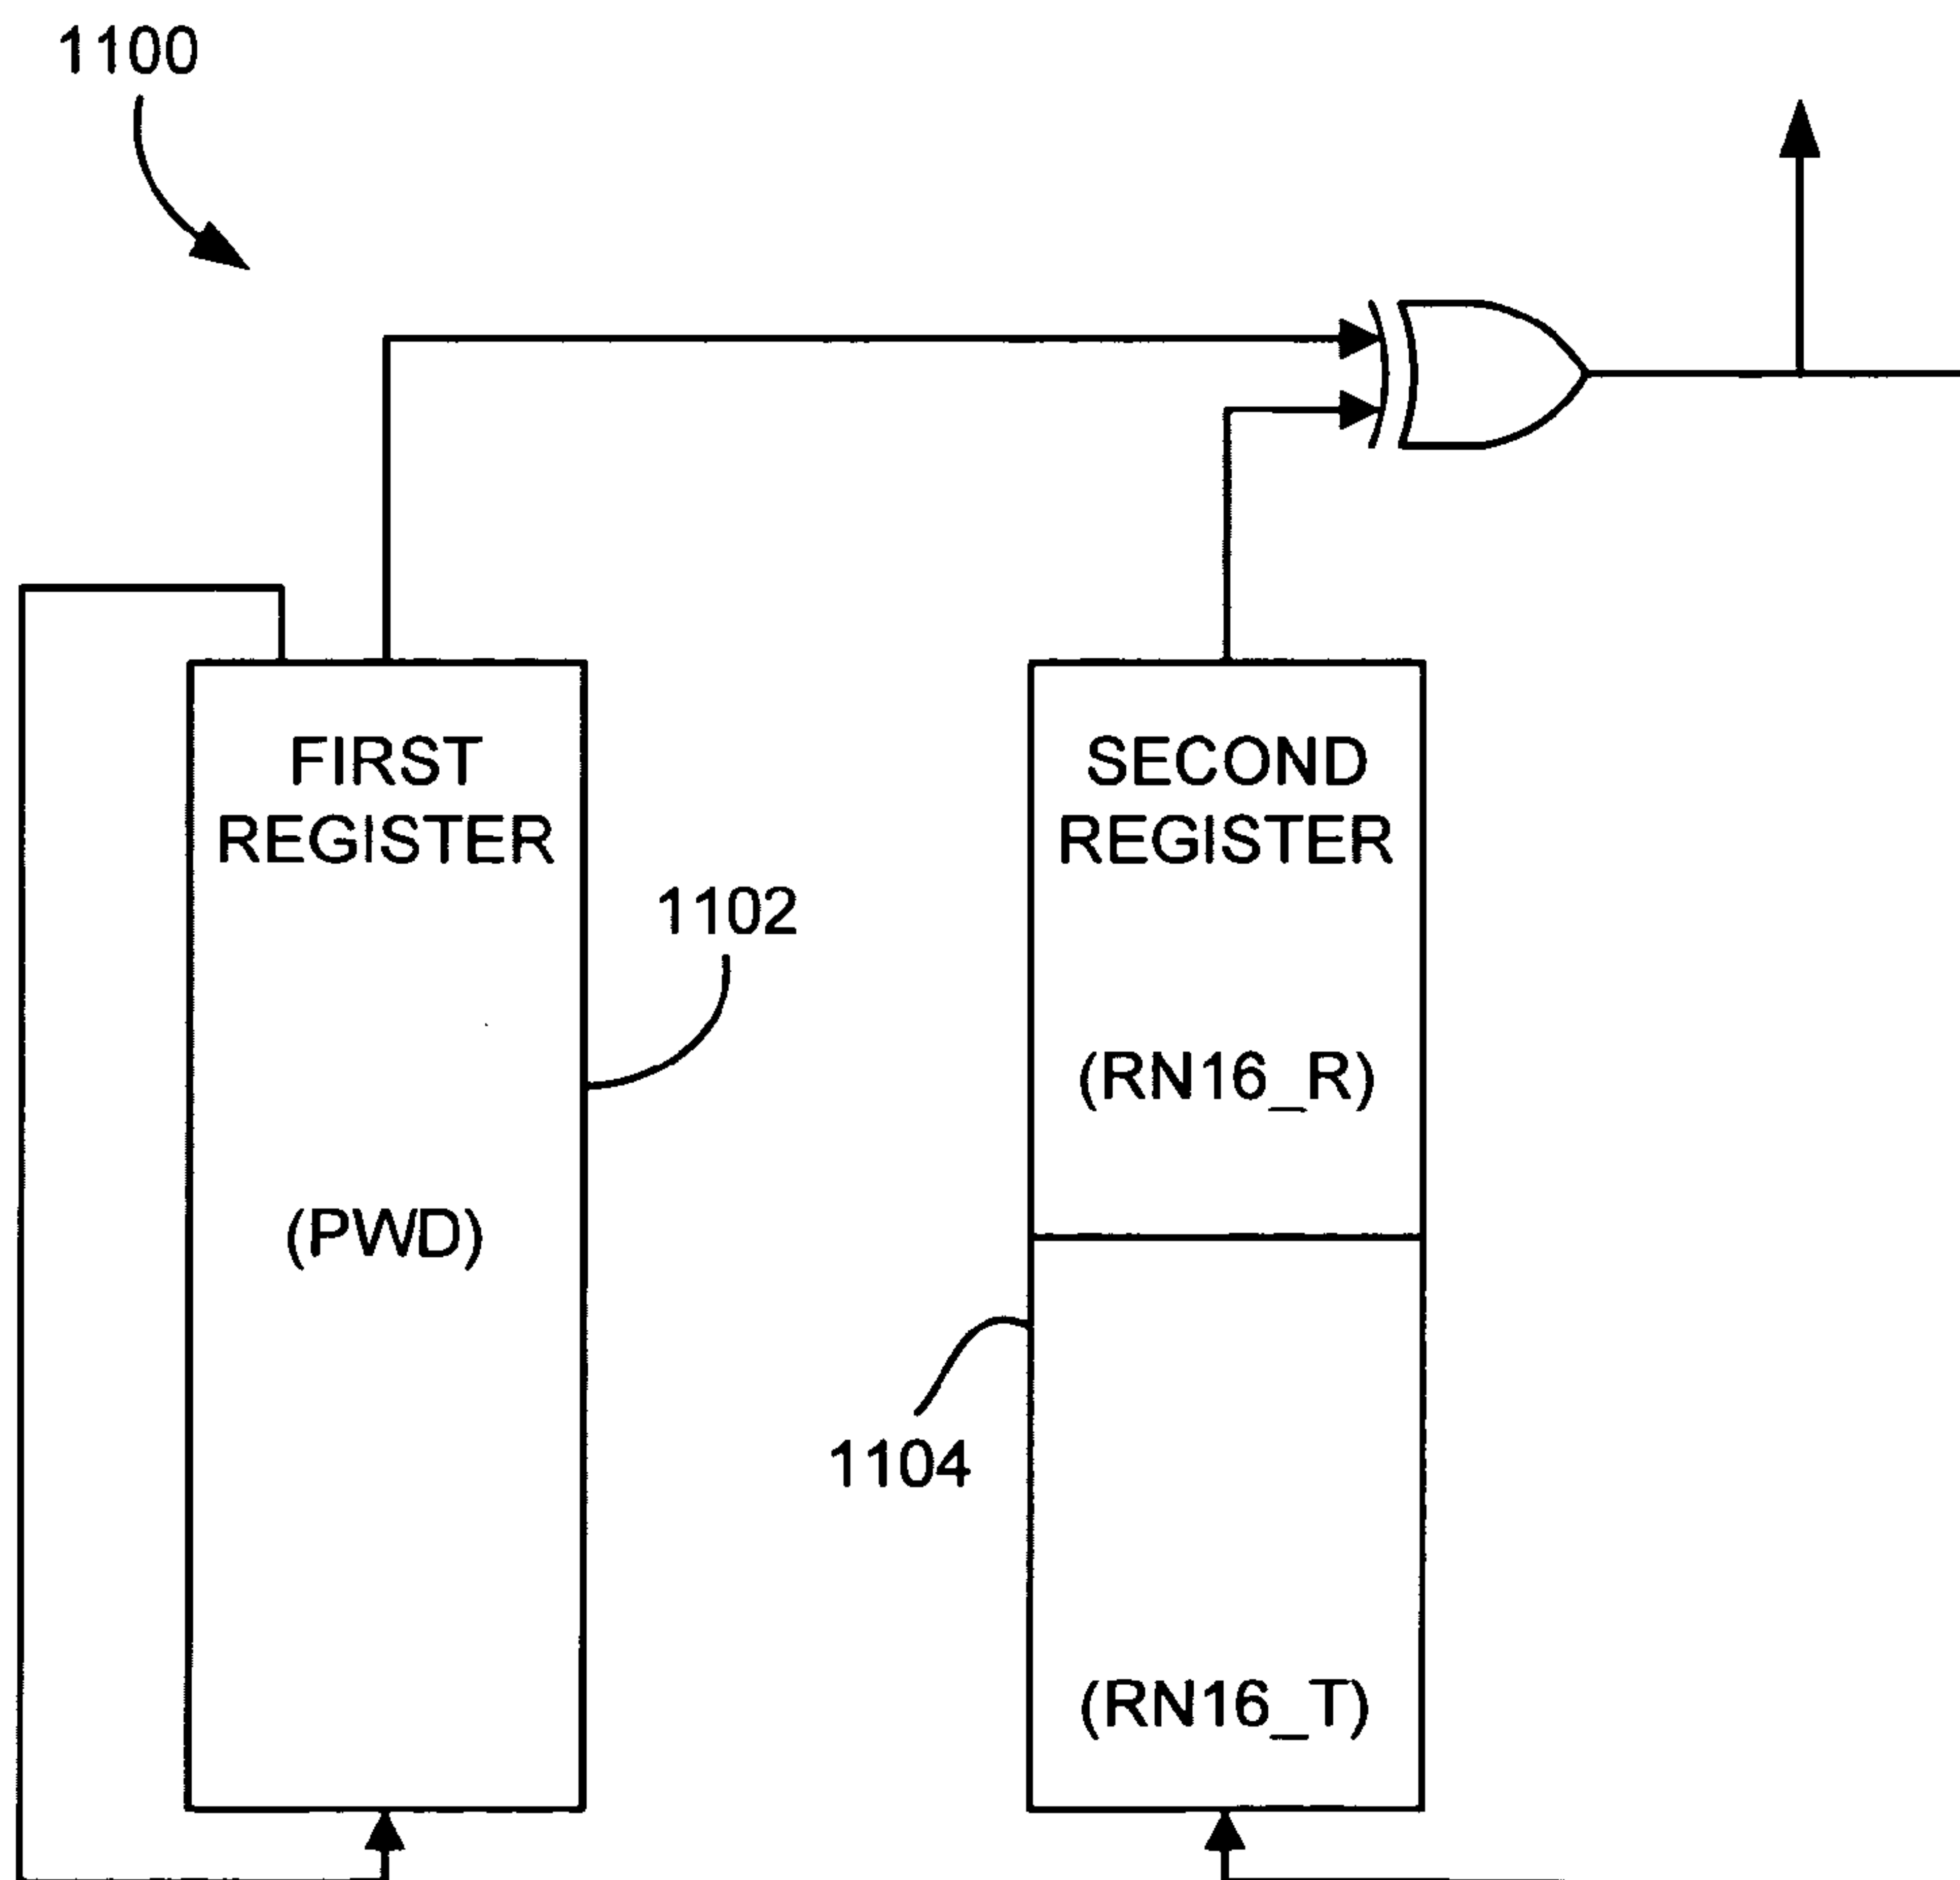 1100
FIRST
REGISTER
1102
(PWD)
SECOND
REGISTER
(RN16_R)
1104
(RN16_T)